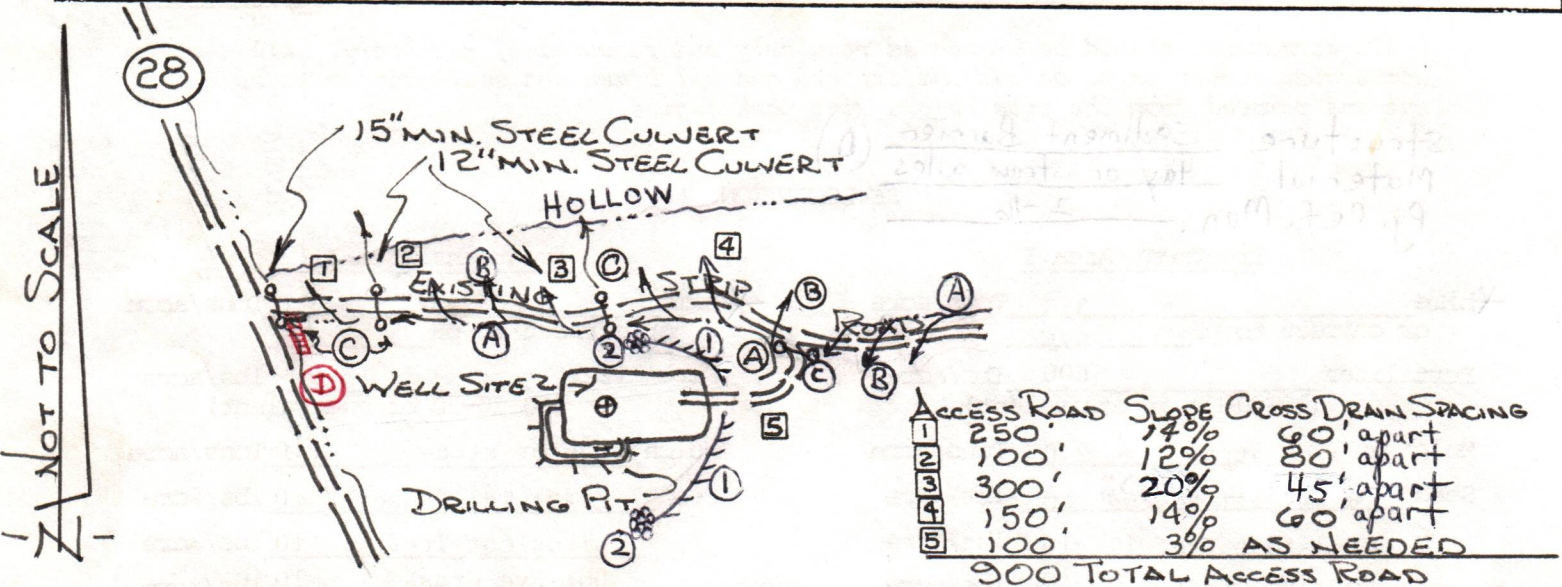 28
NOT TO SCALE
N
15" MIN. STEEL CULVERT
12" MIN. STEEL CULVERT
HOLLOW
1
2
3
4
EXISTING STRIP ROAD
B
C
B
A
C
A
2
1
A
C
B
D
WELL SITE
5
1
DRILLING PIT
2
ACCESS ROAD SLOPE CROSS DRAIN SPACING
1 250' 14% 60' apart
2 100' 12% 80' apart
3 300' 20% 45' apart
4 150' 14% 60' apart
5 100' 3% AS NEEDED
900 TOTAL ACCESS ROAD